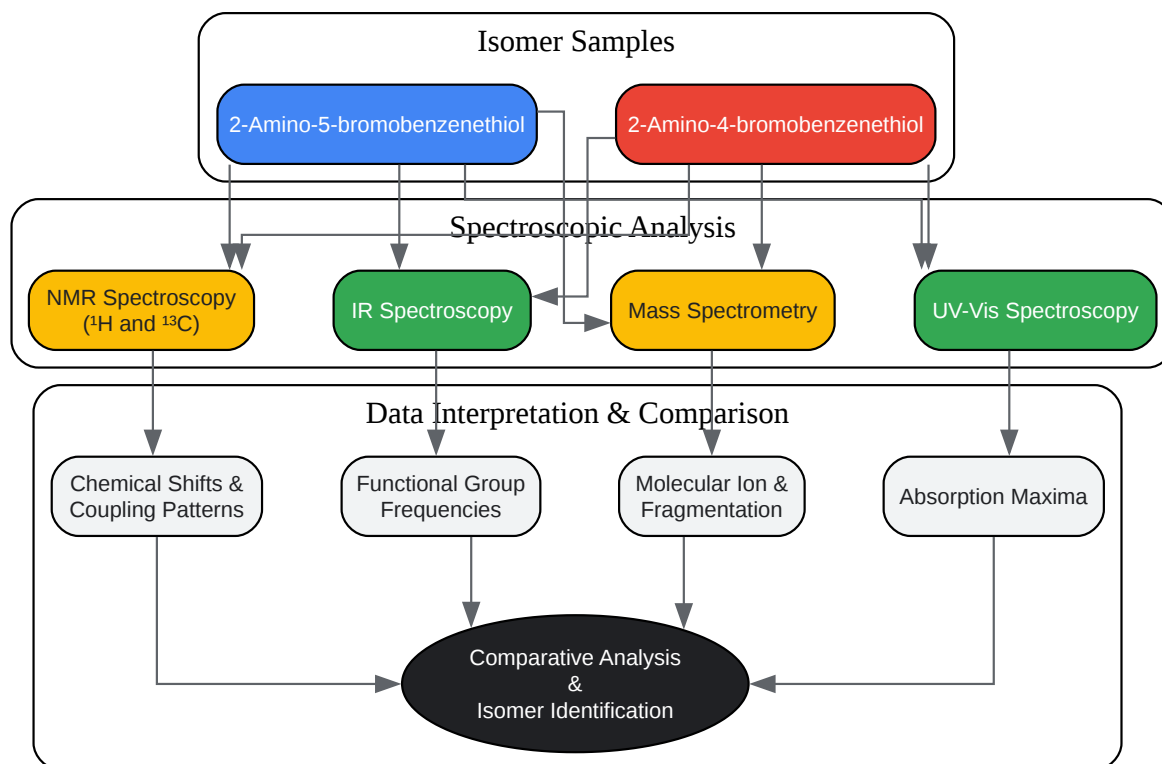 Isomer Samples
2-Amino-5-bromobenzenethiol
2-Amino-4-bromobenzenethiol
Spectroscopic Analysis
NMR Spectroscopy
(¹H and ¹³C)
IR Spectroscopy
Mass Spectrometry
UV-Vis Spectroscopy
Data Interpretation & Comparison
Chemical Shifts &
Coupling Patterns
Functional Group
Frequencies
Molecular Ion &
Fragmentation
Absorption Maxima
Comparative Analysis
&
Isomer Identification